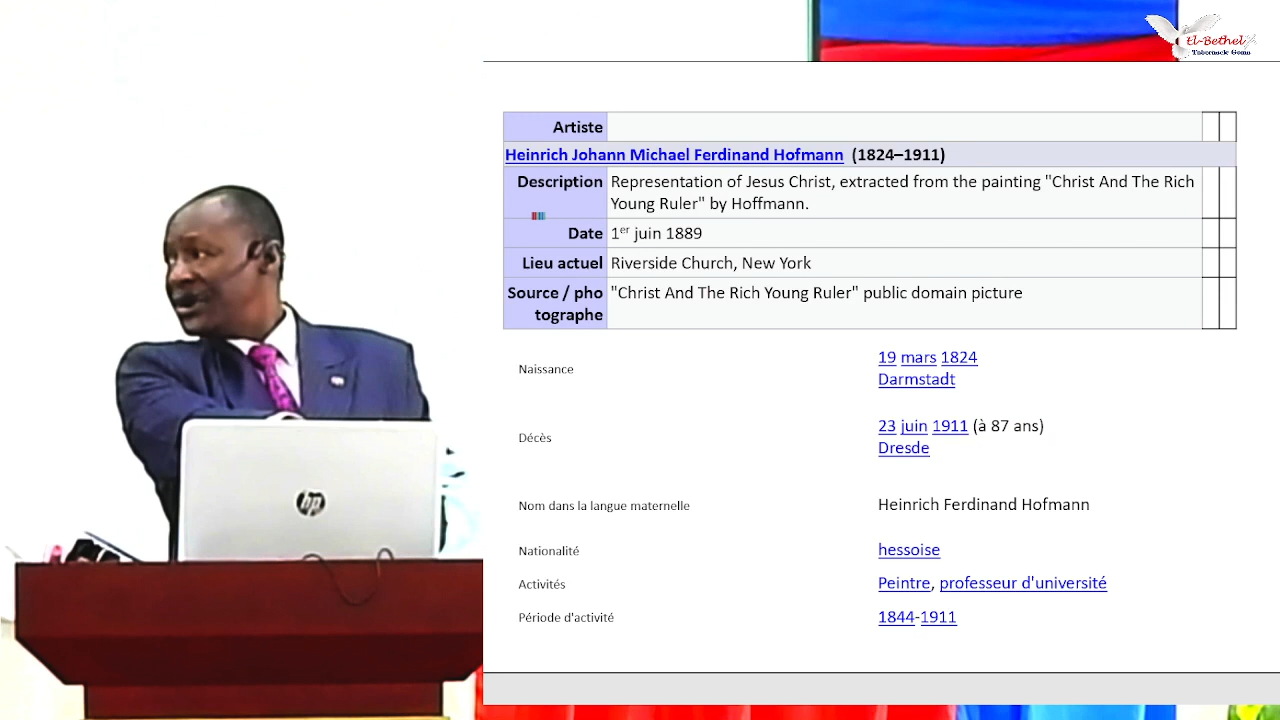 El-Bethel
Tabernacle Goma
Artiste
Heinrich Johann Michael Ferdinand Hofmann (1824–1911)
Description Representation of Jesus Christ, extracted from the painting "Christ And The Rich
Young Ruler" by Hoffmann.
Date 1er juin 1889
Lieu actuel Riverside Church, New York
Source / pho "Christ And The Rich Young Ruler" public domain picture
tographe
Naissance 19 mars 1824
Darmstadt
Décès 23 juin 1911 (à 87 ans)
Dresde
Nom dans la langue maternelle Heinrich Ferdinand Hofmann
Nationalité hessoise
Activités Peintre, professeur d'université
Période d'activité 1844-1911
hp